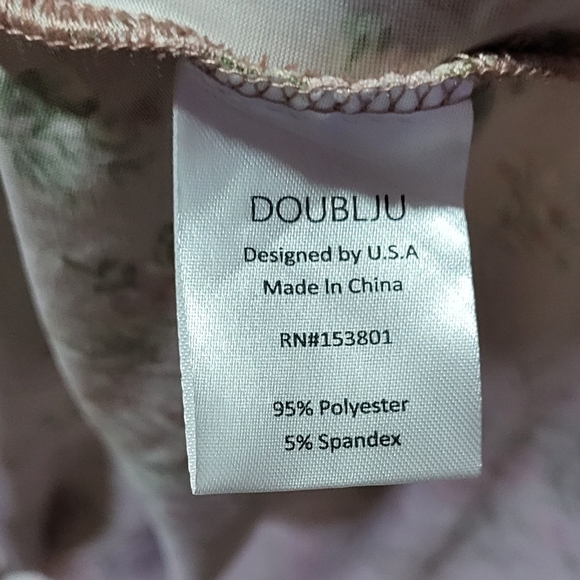 DOUBLJU
Designed by U.S.A
Made In China
RN#153801
95% Polyester
5% Spandex